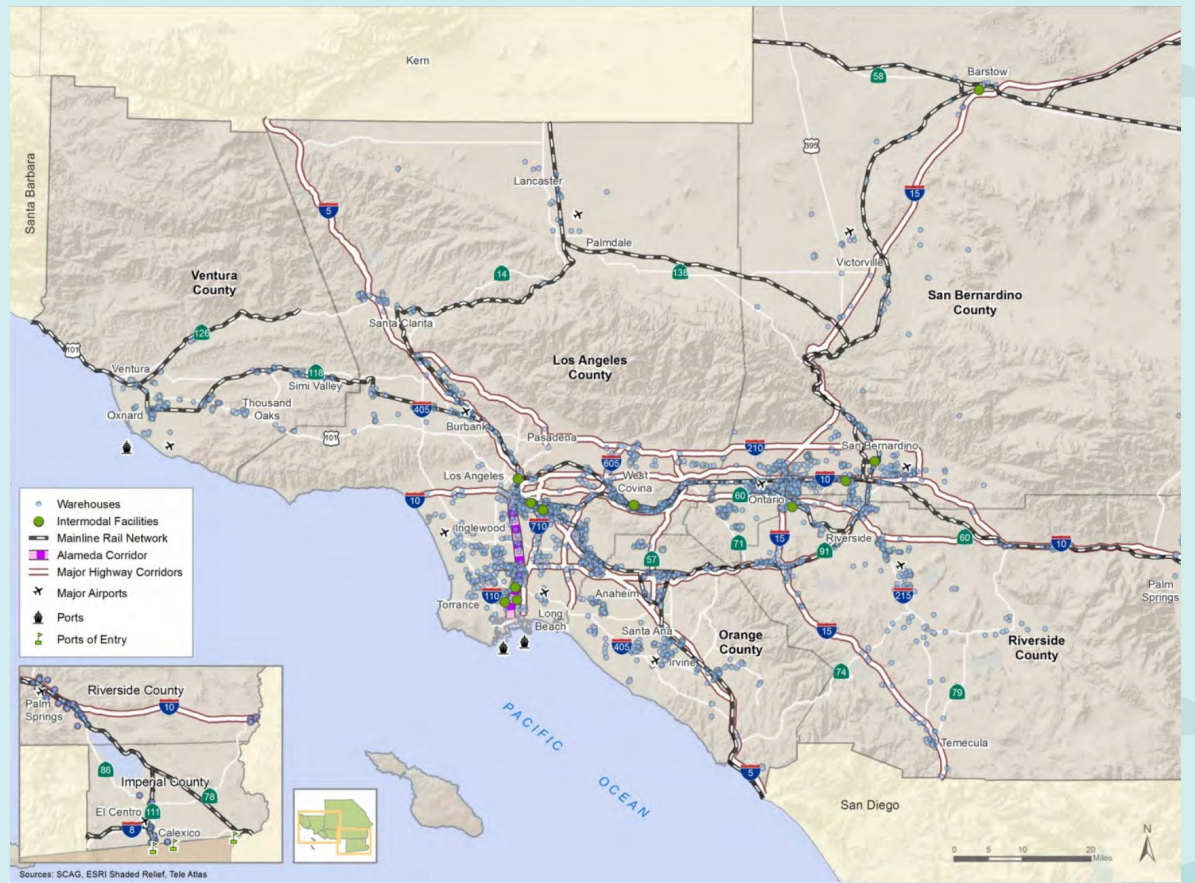 Kern
58
Barstow
395
Santa Barbara
Lancaster
15
5
Palmdale
Victorville
14
138
Ventura
County
San Bernardino
County
126
Santa Clarita
101
Los Angeles
County
Ventura
118
Simi Valley
Thousand
Oaks
405
Oxnard
101
Burbank
Pasadena
210
San Bernardino
605
Los Angeles
West
Covina
10
10
60
Ontario
Inglewood
710
15
Riverside
60
10
71
91
57
Palm
Springs
110
Torrance
Anaheim
215
Long
Beach
Santa Ana
Orange
County
15
Riverside
County
405
Irvine
74
79
Temecula
PACIFIC
OCEAN
5
San Diego
Warehouses
Intermodal Facilities
Mainline Rail Network
Alameda Corridor
Major Highway Corridors
Major Airports
Ports
Ports of Entry
Riverside County
Palm
Springs
10
86
Imperial County
78
El Centro
111
8
Calexico
N
0 5 10 20
Miles
Sources: SCAG, ESRI Shaded Relief, Tele Atlas